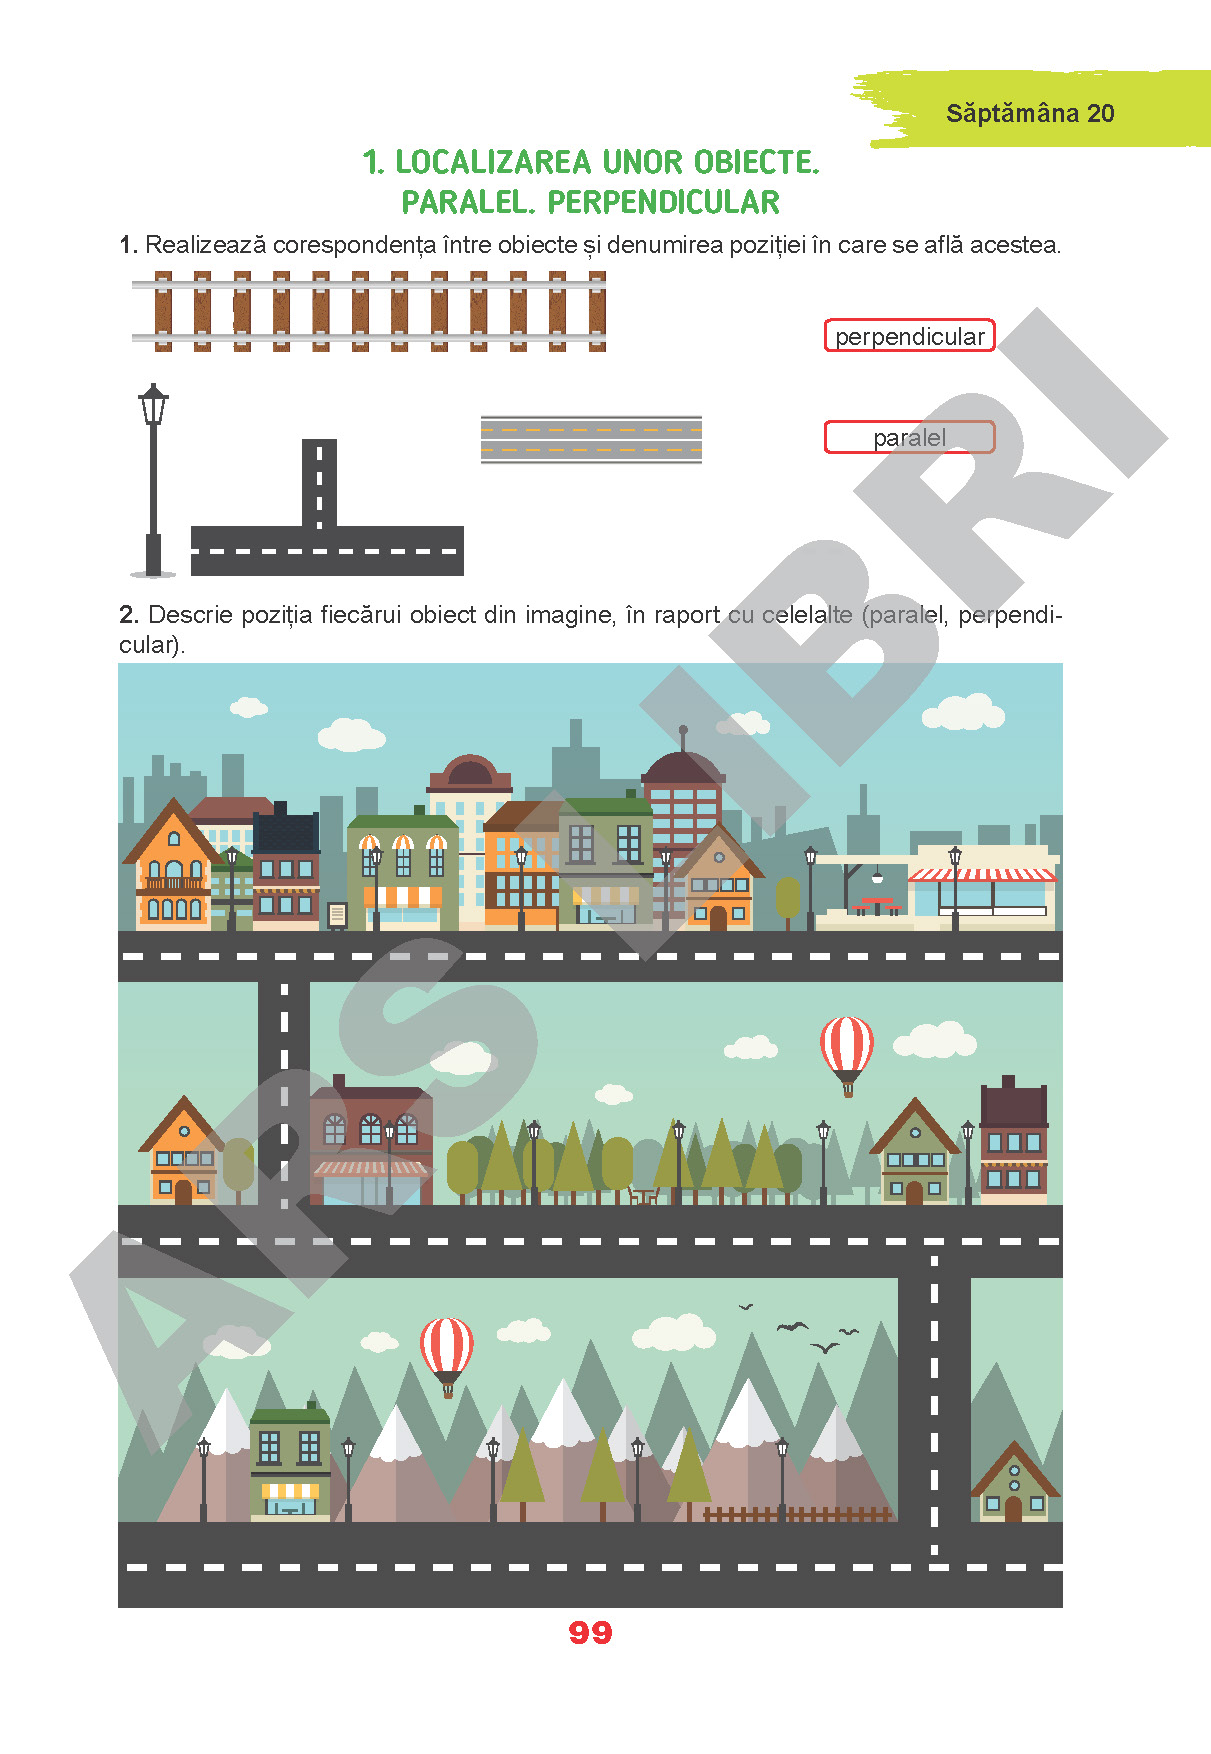 Săptămâna 20
1. LOCALIZAREA UNOR OBIECTE.
PARALEL. PERPENDICULAR
1. Realizează corespondența între obiecte și denumirea poziției în care se află acestea.
perpendicular
paralel
2. Descrie poziția fiecărui obiect din imagine, în raport cu celelalte (paralel, perpendi-
cular).
ARS LIBRI
99